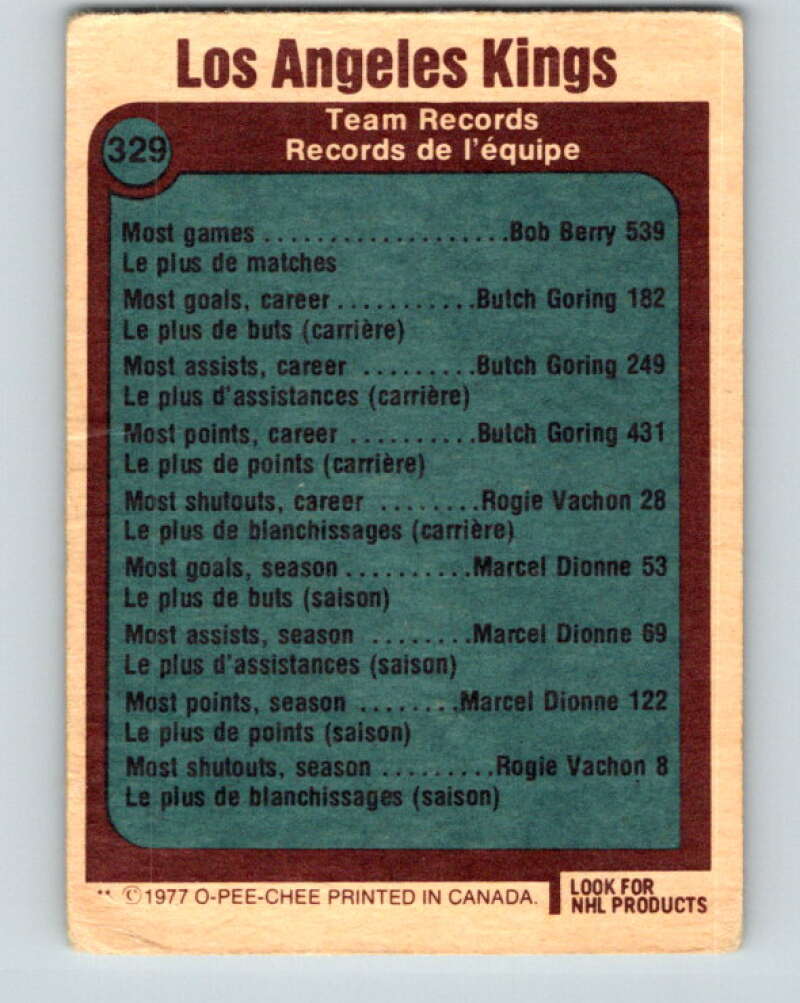 Los Angeles Kings
329
Team Records
Records de l'équipe
Most games ...................Bob Berry 539
Le plus de matches
Most goals, career...........Butch Goring 182
Le plus de buts (carrière)
Most assists, career .........Butch Goring 249
Le plus d'assistances (carrière)
Most points, career ..........Butch Goring 431
Le plus de points (carrière)
Most shutouts, career ........Rogie Vachon 28
Le plus de blanchissages (carrière)
Most goals, season..........Marcel Dionne 53
Le plus de buts (saison)
Most assists, season ........Marcel Dionne 69
Le plus d'assistances (saison)
Most points, season ........Marcel Dionne 122
Le plus de points (saison)
Most shutouts, season .........Rogie Vachon 8
Le plus de blanchissages (saison)
** ©1977 O-PEE-CHEE PRINTED IN CANADA.
LOOK FOR
NHL PRODUCTS